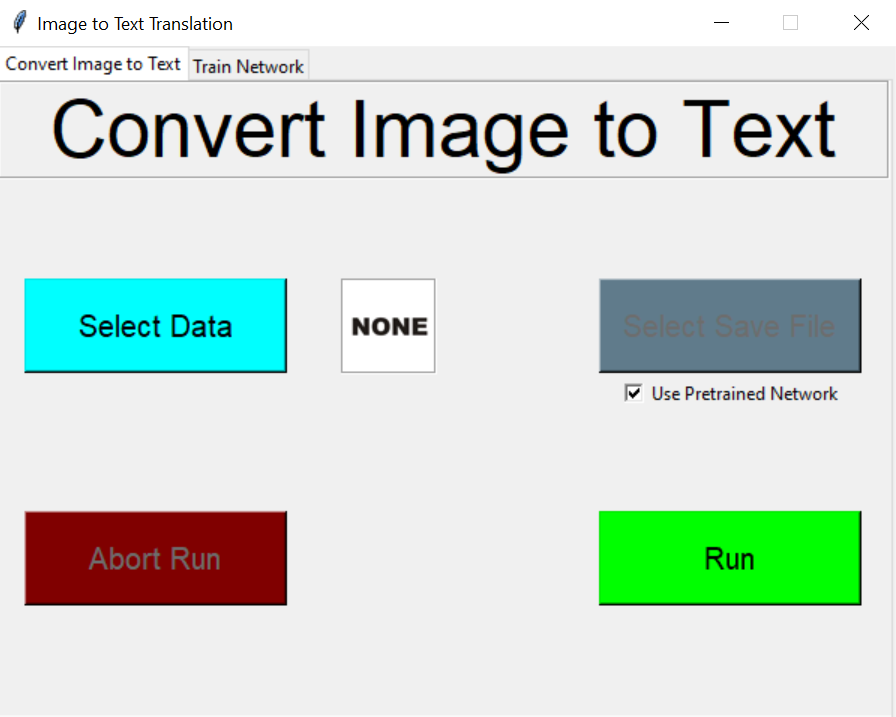 Image to Text Translation
Convert Image to Text
Train Network
Convert Image to Text
Select Data
NONE
Select Save File
Use Pretrained Network
Abort Run
Run